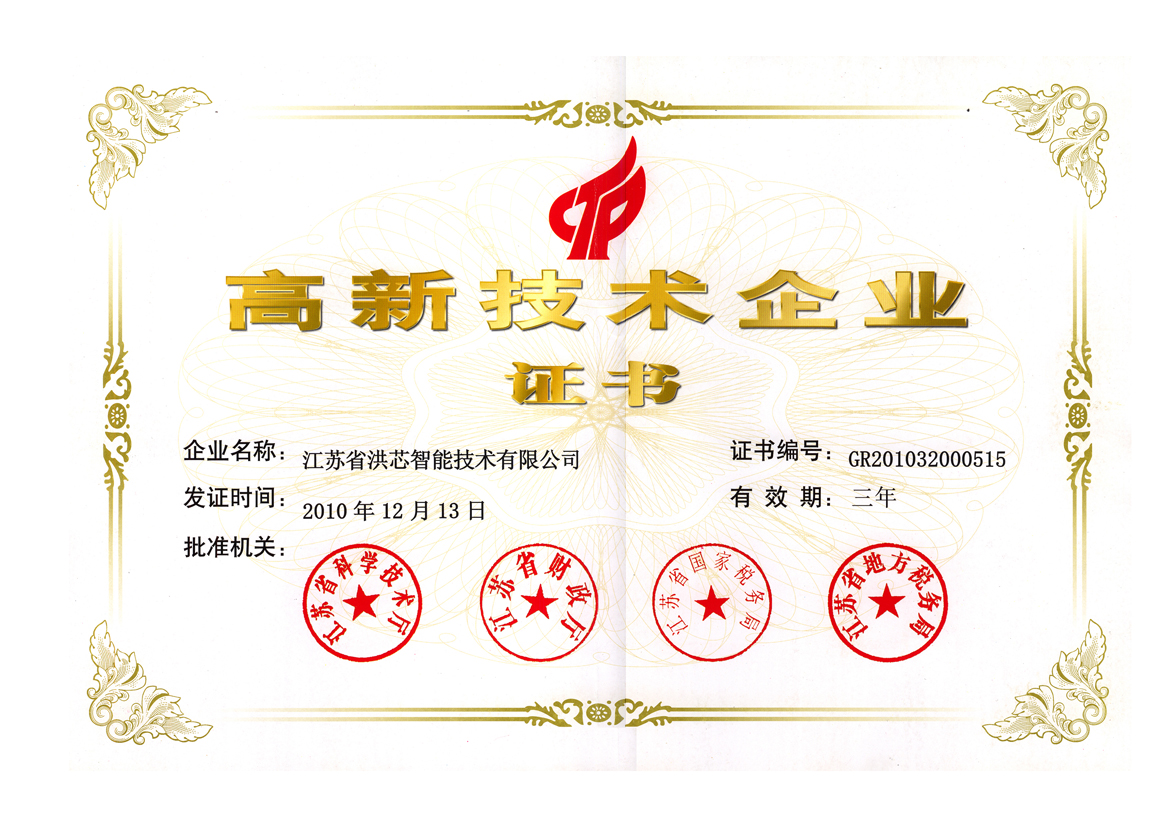 CTP
高新技术企业
证书
企业名称：江苏省洪芯智能技术有限公司
证书编号：GR201032000515
发证时间：2010年12月13日
有效期：三年
批准机关：
江苏省科学技术厅
江苏省财政厅
江苏省国家税务局
江苏省地方税务局